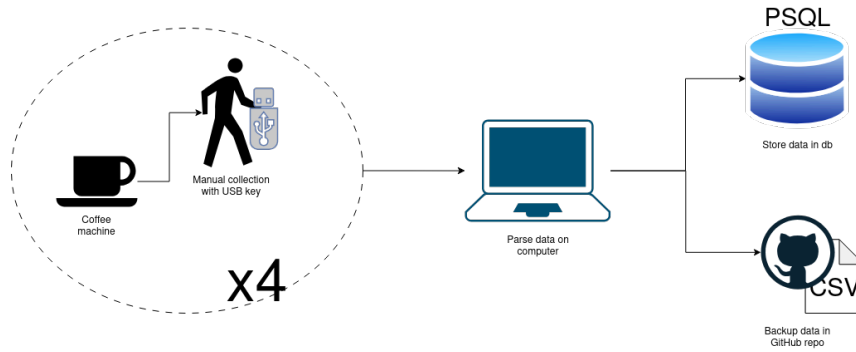 PSQL
Manual collection
with USB key
Store data in db
Coffee
machine
Parse data on
computer
x4
CSV
Backup data in
GitHub repo